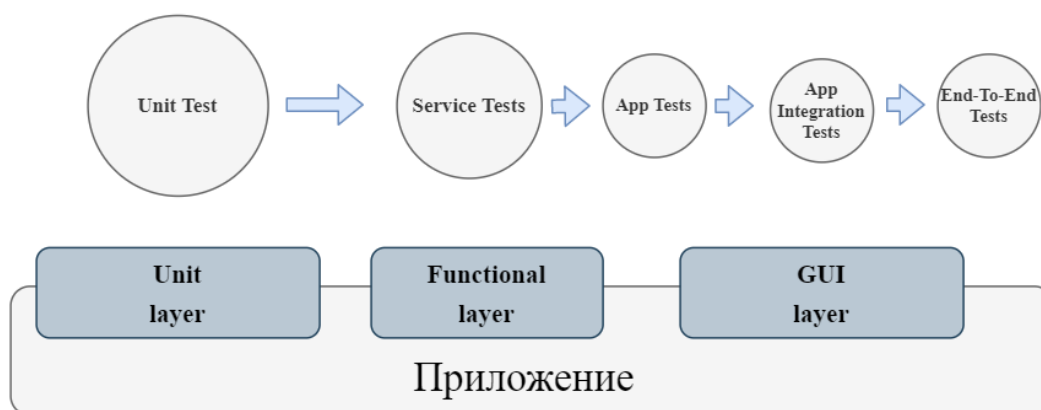 Unit Test
Service Tests
App Tests
App
Integration
Tests
End-To-End
Tests
Unit
layer
Functional
layer
GUI
layer
Приложение